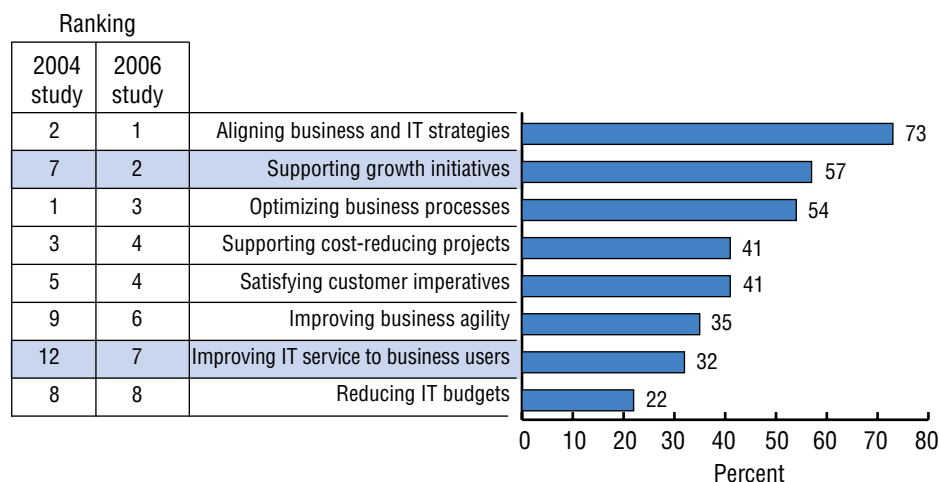 Ranking
2004 study
2006 study
2 1 Aligning business and IT strategies 73
7 2 Supporting growth initiatives 57
1 3 Optimizing business processes 54
3 4 Supporting cost-reducing projects 41
5 4 Satisfying customer imperatives 41
9 6 Improving business agility 35
12 7 Improving IT service to business users 32
8 8 Reducing IT budgets 22
0 10 20 30 40 50 60 70 80
Percent